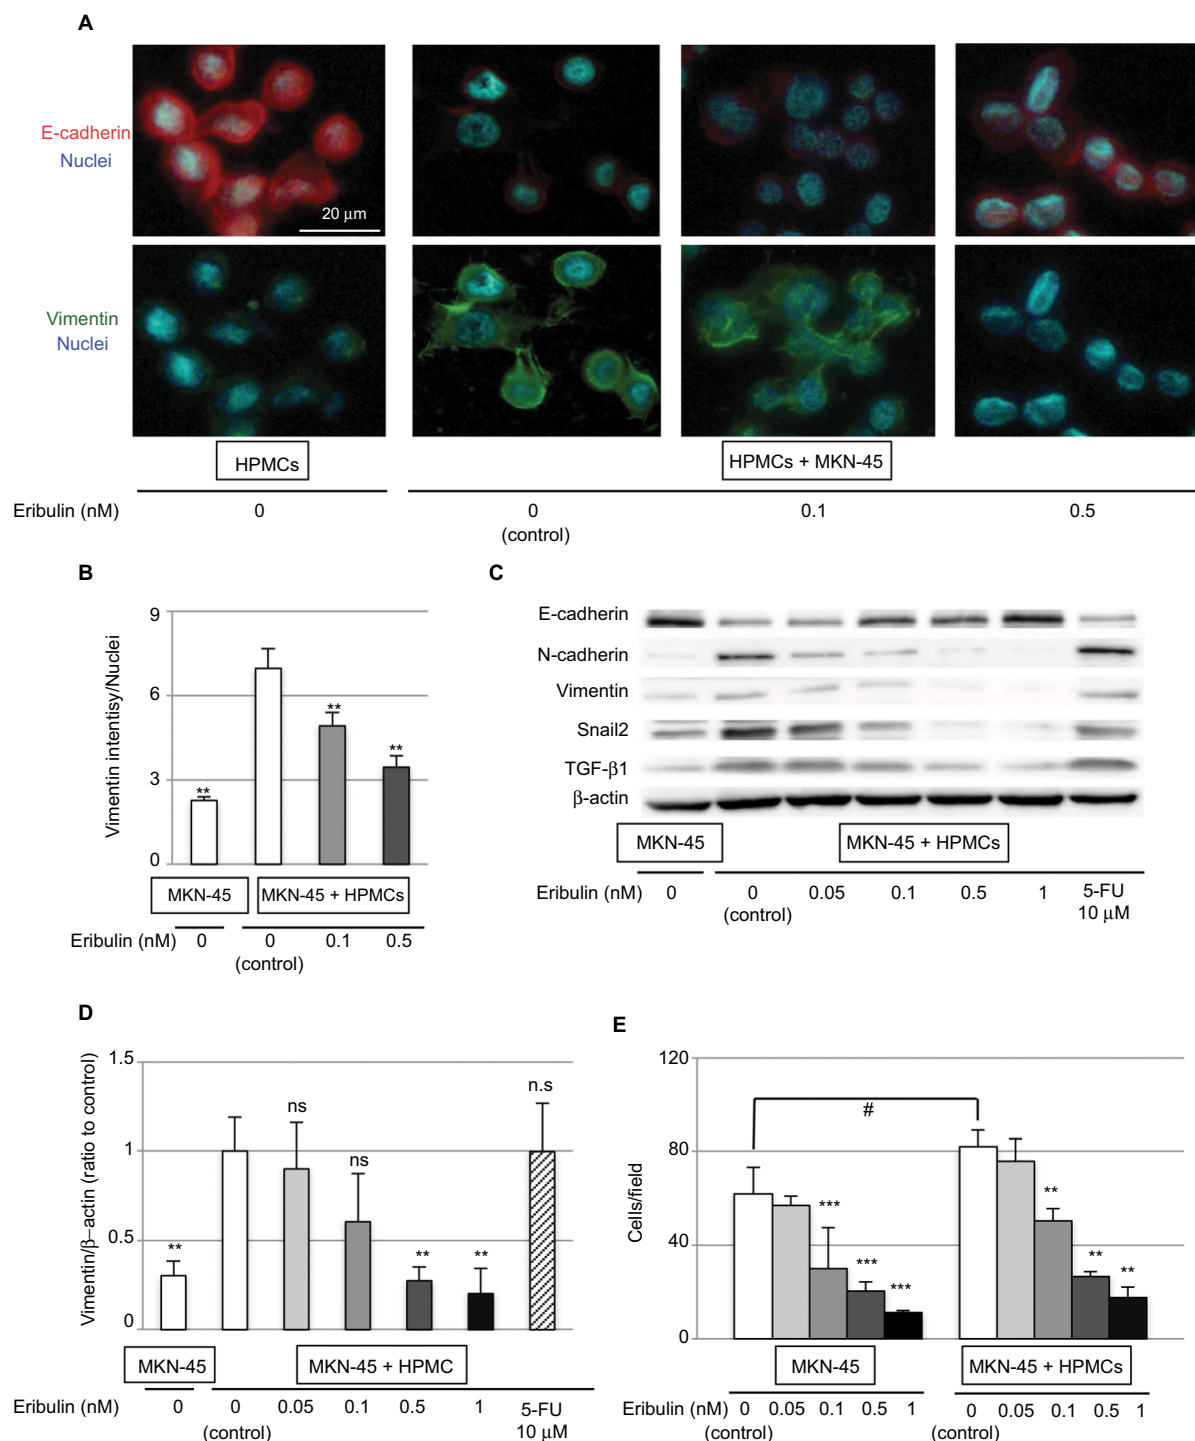 A
E-cadherin
Nuclei
20 µm
Vimentin
Nuclei
HPMCs
HPMCs + MKN-45
Eribulin (nM)
0
0
0.1
0.5
(control)
B
9
6
3
0
Vimentin intentisy/Nuclei
**
**
**
MKN-45
MKN-45 + HPMCs
Eribulin (nM)
0
0
0.1
0.5
(control)
C
E-cadherin
N-cadherin
Vimentin
Snail2
TGF-β1
β-actin
MKN-45
MKN-45 + HPMCs
Eribulin (nM)
0
0
0.05
0.1
0.5
1
5-FU
(control)
10 µM
D
1.5
1
0.5
0
Vimentin/β–actin (ratio to control)
**
ns
ns
**
**
n.s
MKN-45
MKN-45 + HPMC
Eribulin (nM)
0
0
0.05
0.1
0.5
1
5-FU
(control)
10 µM
E
120
80
40
0
Cells/field
#
***
***
***
**
**
**
MKN-45
MKN-45 + HPMCs
Eribulin (nM)
0
0.05
0.1
0.5
1
0
0.05
0.1
0.5
1
(control)
(control)